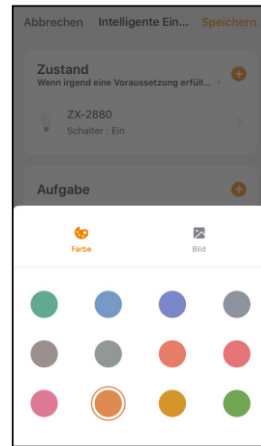 Abbrechen Intelligente Ein... Speichern
Zustand
Wenn irgend eine Voraussetzung erfüll...
ZX-2880
Schalter : Ein
Aufgabe
Farbe Bild